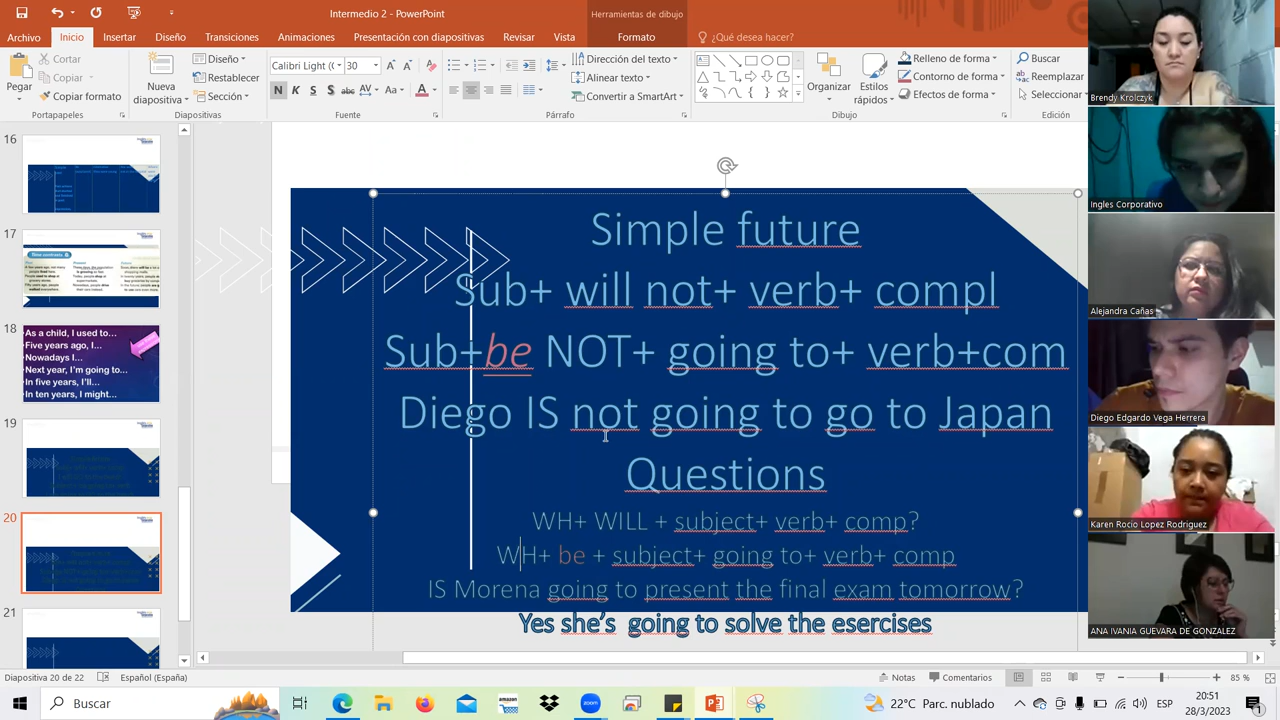 Intermedio 2 - PowerPoint
Herramientas de dibujo
Archivo Inicio Insertar Diseño Transiciones Animaciones Presentación con diapositivas Revisar Vista Formato ¿Qué desea hacer?
Pegar
Cortar
Copiar
Copiar formato
Portapapeles
Nueva diapositiva
Diseño
Restablecer
Sección
Diapositivas
Calibri Light (
30
N K S S abc AV Aa A
Fuente
Dirección del texto
Alinear texto
Convertir a SmartArt
Párrafo
Organizar
Estilos rápidos
Relleno de forma
Contorno de forma
Efectos de forma
Dibujo
Buscar
Reemplazar
Seleccionar
Edición
16
17
18
As a child, I used to...
Five years ago, I...
Nowadays I...
Next year, I'm going to...
In five years, I'll...
In ten years, I might...
19
20
21
Simple future
Sub+ will not+ verb+ compl
Sub+be NOT+ going to+ verb+com
Diego IS not going to go to Japan
Questions
WH+ WILL + subject+ verb+ comp?
WH+ be + subject+ going to+ verb+ comp
IS Morena going to present the final exam tomorrow?
Yes she's going to solve the esercises
Brendy Krolczyk
Ingles Corporativo
Alejandra Cañas
Diego Edgardo Vega Herrera
Karen Rocio Lopez Rodriguez
ANA IVANIA GUEVARA DE GONZALEZ
Diapositiva 20 de 22 Español (España) Notas Comentarios 85 %
Buscar
amazon
zoom
22°C Parc. nublado
ESP
20:51
28/3/2023
1